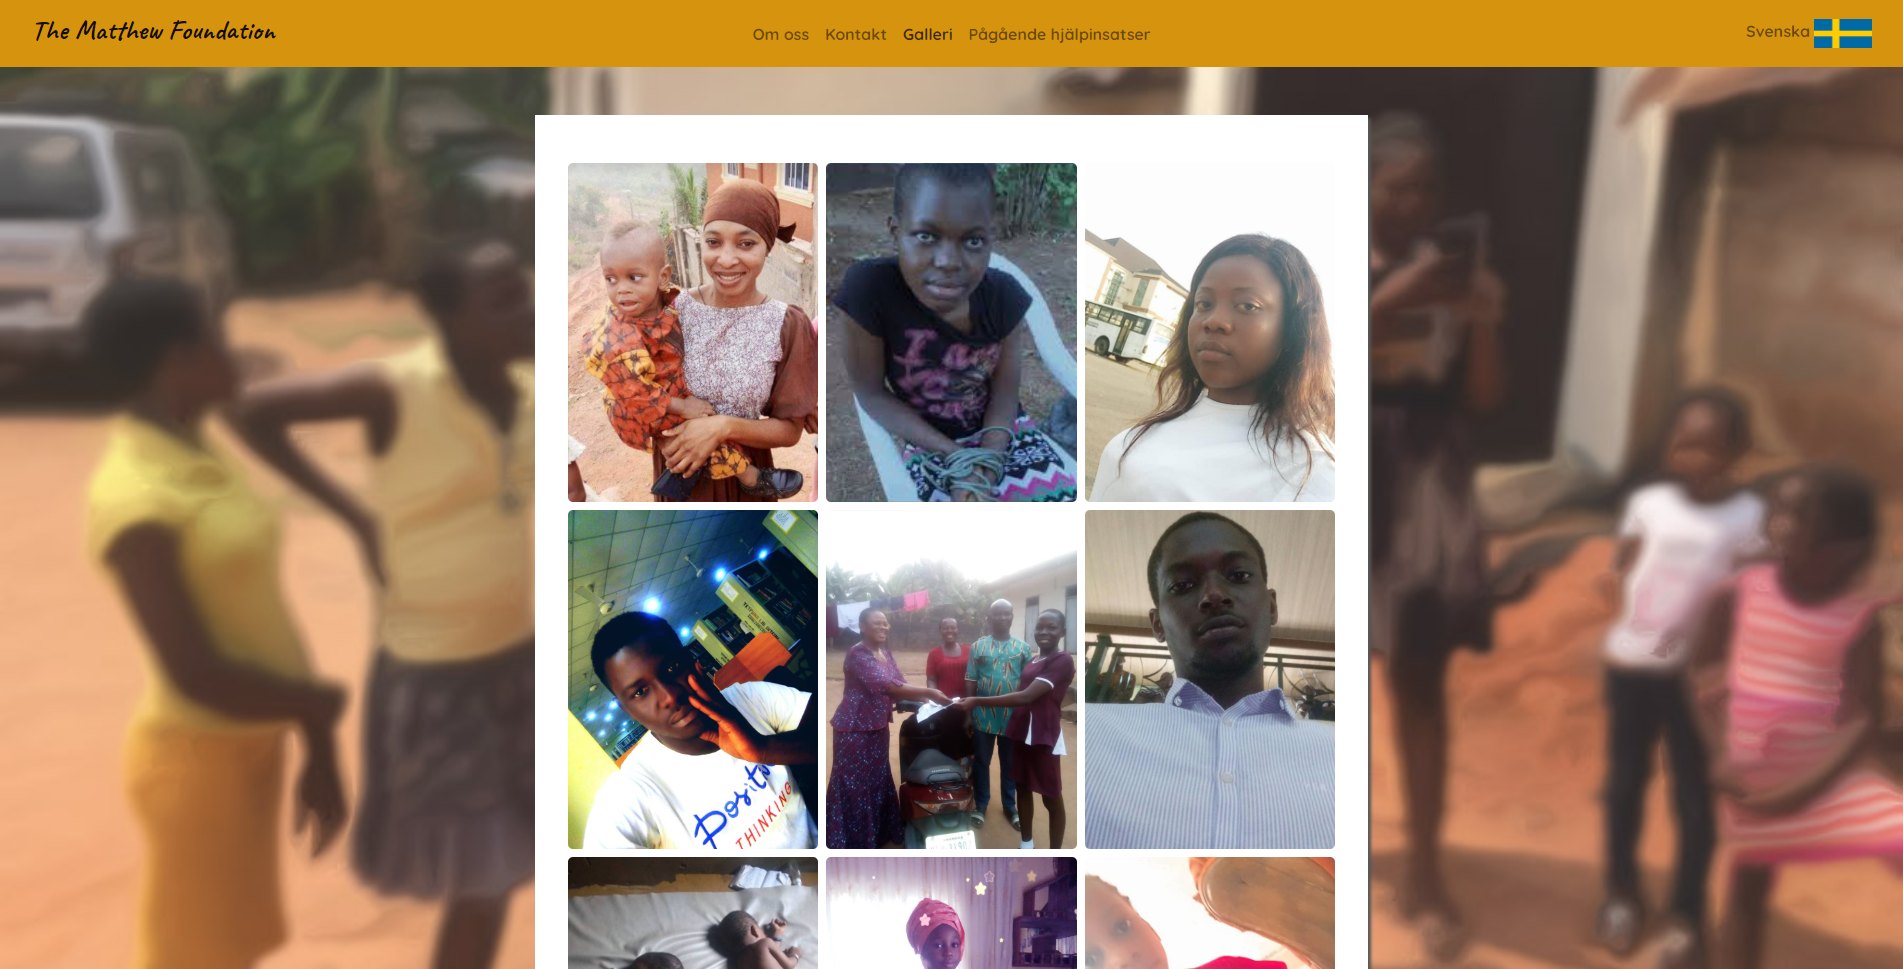 The Matthew Foundation
Om oss Kontakt Galleri Pågående hjälpinsatser
Svenska
THINKING